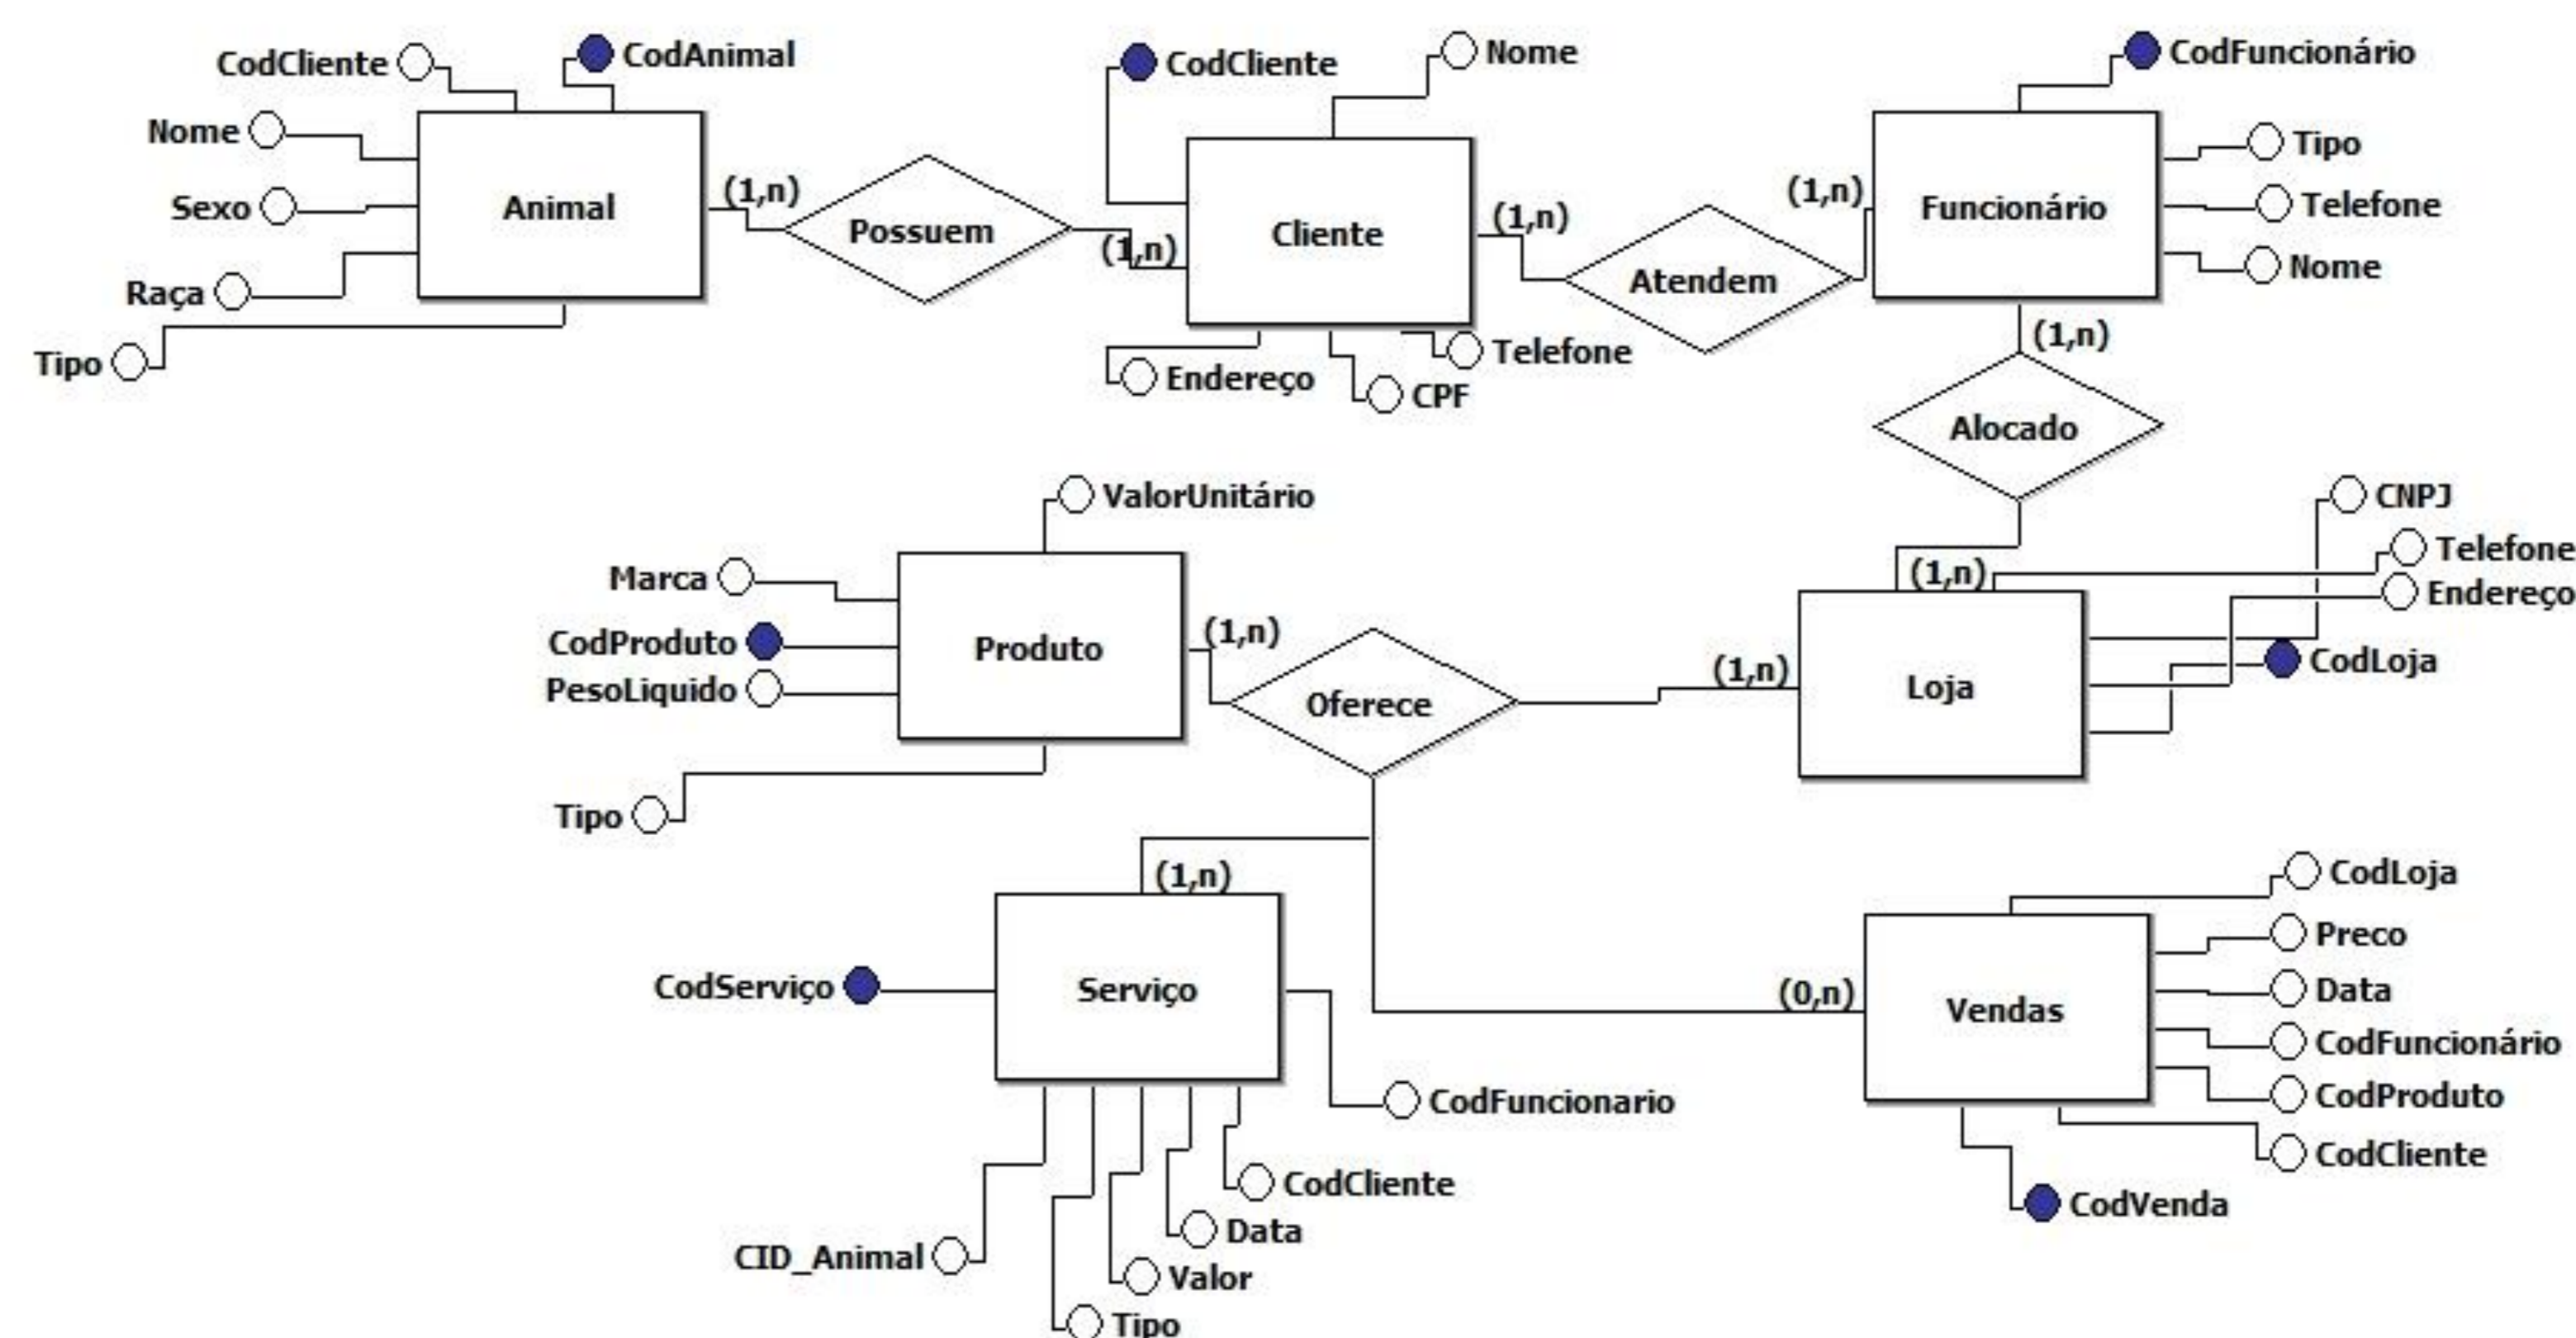 CodCliente
CodAnimal
Nome
Sexo
Raça
Tipo
Animal
(1,n)
Possuem
(1,n)
CodCliente
Nome
Cliente
Endereço
CPF
Telefone
(1,n)
Atendem
(1,n)
CodFuncionário
Tipo
Telefone
Nome
Funcionário
(1,n)
Alocado
(1,n)
CNPJ
Telefone
Endereço
CodLoja
Loja
(1,n)
Oferece
(1,n)
ValorUnitário
Marca
CodProduto
PesoLiquido
Tipo
Produto
(1,n)
CodServiço
Serviço
CodFuncionario
CodCliente
Data
Valor
Tipo
CID_Animal
(0,n)
Vendas
CodLoja
Preco
Data
CodFuncionário
CodProduto
CodCliente
CodVenda